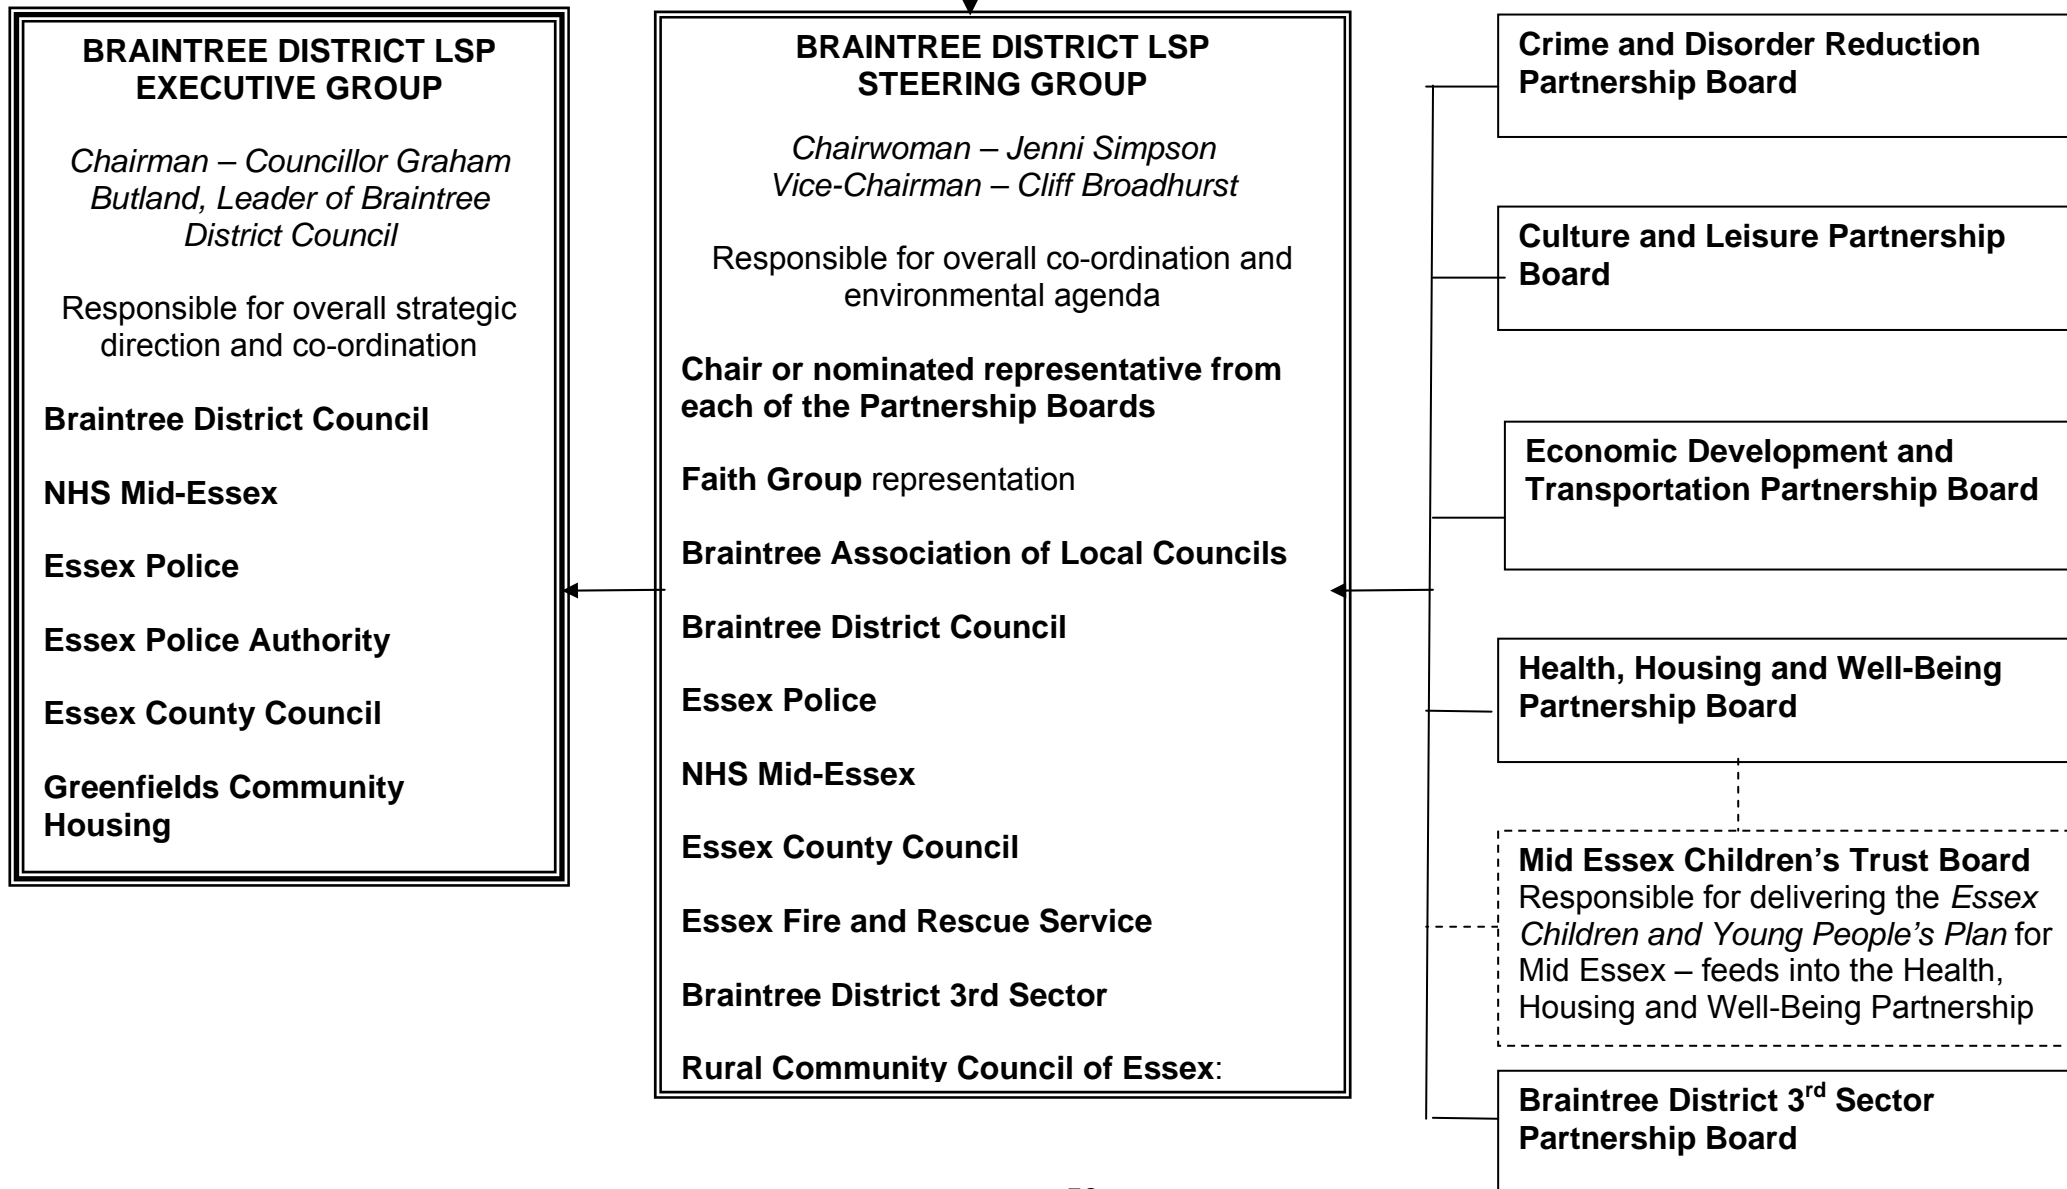 BRAINTREE DISTRICT LSP
EXECUTIVE GROUP
Chairman – Councillor Graham
Butland, Leader of Braintree
District Council
Responsible for overall strategic
direction and co-ordination
Braintree District Council
NHS Mid-Essex
Essex Police
Essex Police Authority
Essex County Council
Greenfields Community
Housing
BRAINTREE DISTRICT LSP
STEERING GROUP
Chairwoman – Jenni Simpson
Vice-Chairman – Cliff Broadhurst
Responsible for overall co-ordination and
environmental agenda
Chair or nominated representative from
each of the Partnership Boards
Faith Group representation
Braintree Association of Local Councils
Braintree District Council
Essex Police
NHS Mid-Essex
Essex County Council
Essex Fire and Rescue Service
Braintree District 3rd Sector
Rural Community Council of Essex:
Crime and Disorder Reduction
Partnership Board
Culture and Leisure Partnership
Board
Economic Development and
Transportation Partnership Board
Health, Housing and Well-Being
Partnership Board
Mid Essex Children’s Trust Board
Responsible for delivering the Essex
Children and Young People’s Plan for
Mid Essex – feeds into the Health,
Housing and Well-Being Partnership
Braintree District 3rd Sector
Partnership Board